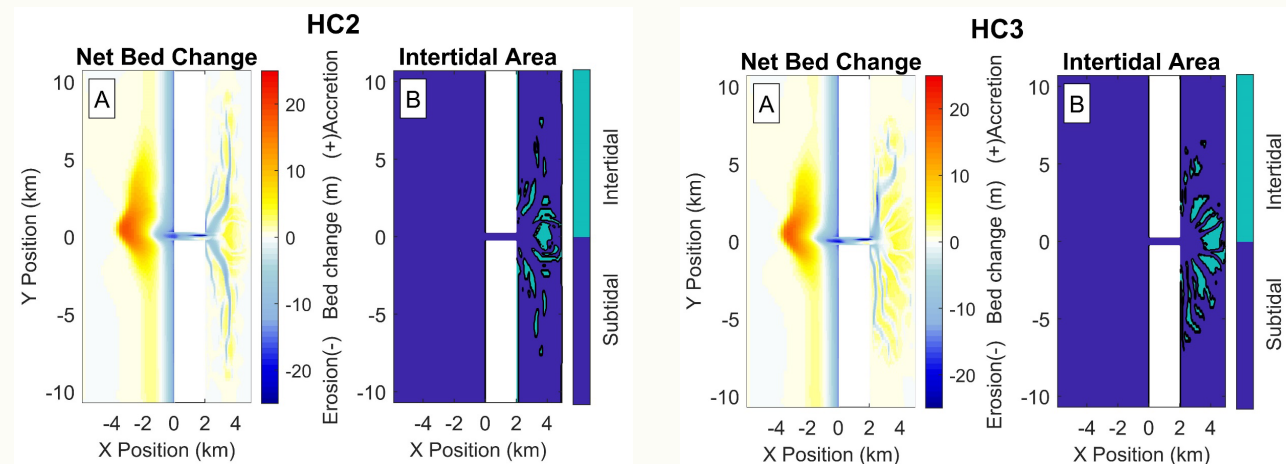 HC2
Net Bed Change
Intertidal Area
A
B
10
5
0
-5
-10
Y Position (km)
-4 -2 0 2 4
X Position (km)
20
10
0
-10
-20
Erosion(-) Bed change (m) (+)Accretion
10
5
0
-5
-10
-4 -2 0 2 4
X Position (km)
Subtidal Intertidal
HC3
Net Bed Change
Intertidal Area
A
B
10
5
0
-5
-10
Y Position (km)
-4 -2 0 2 4
X Position (km)
20
10
0
-10
-20
Erosion(-) Bed change (m) (+)Accretion
10
5
0
-5
-10
-4 -2 0 2 4
X Position (km)
Subtidal Intertidal